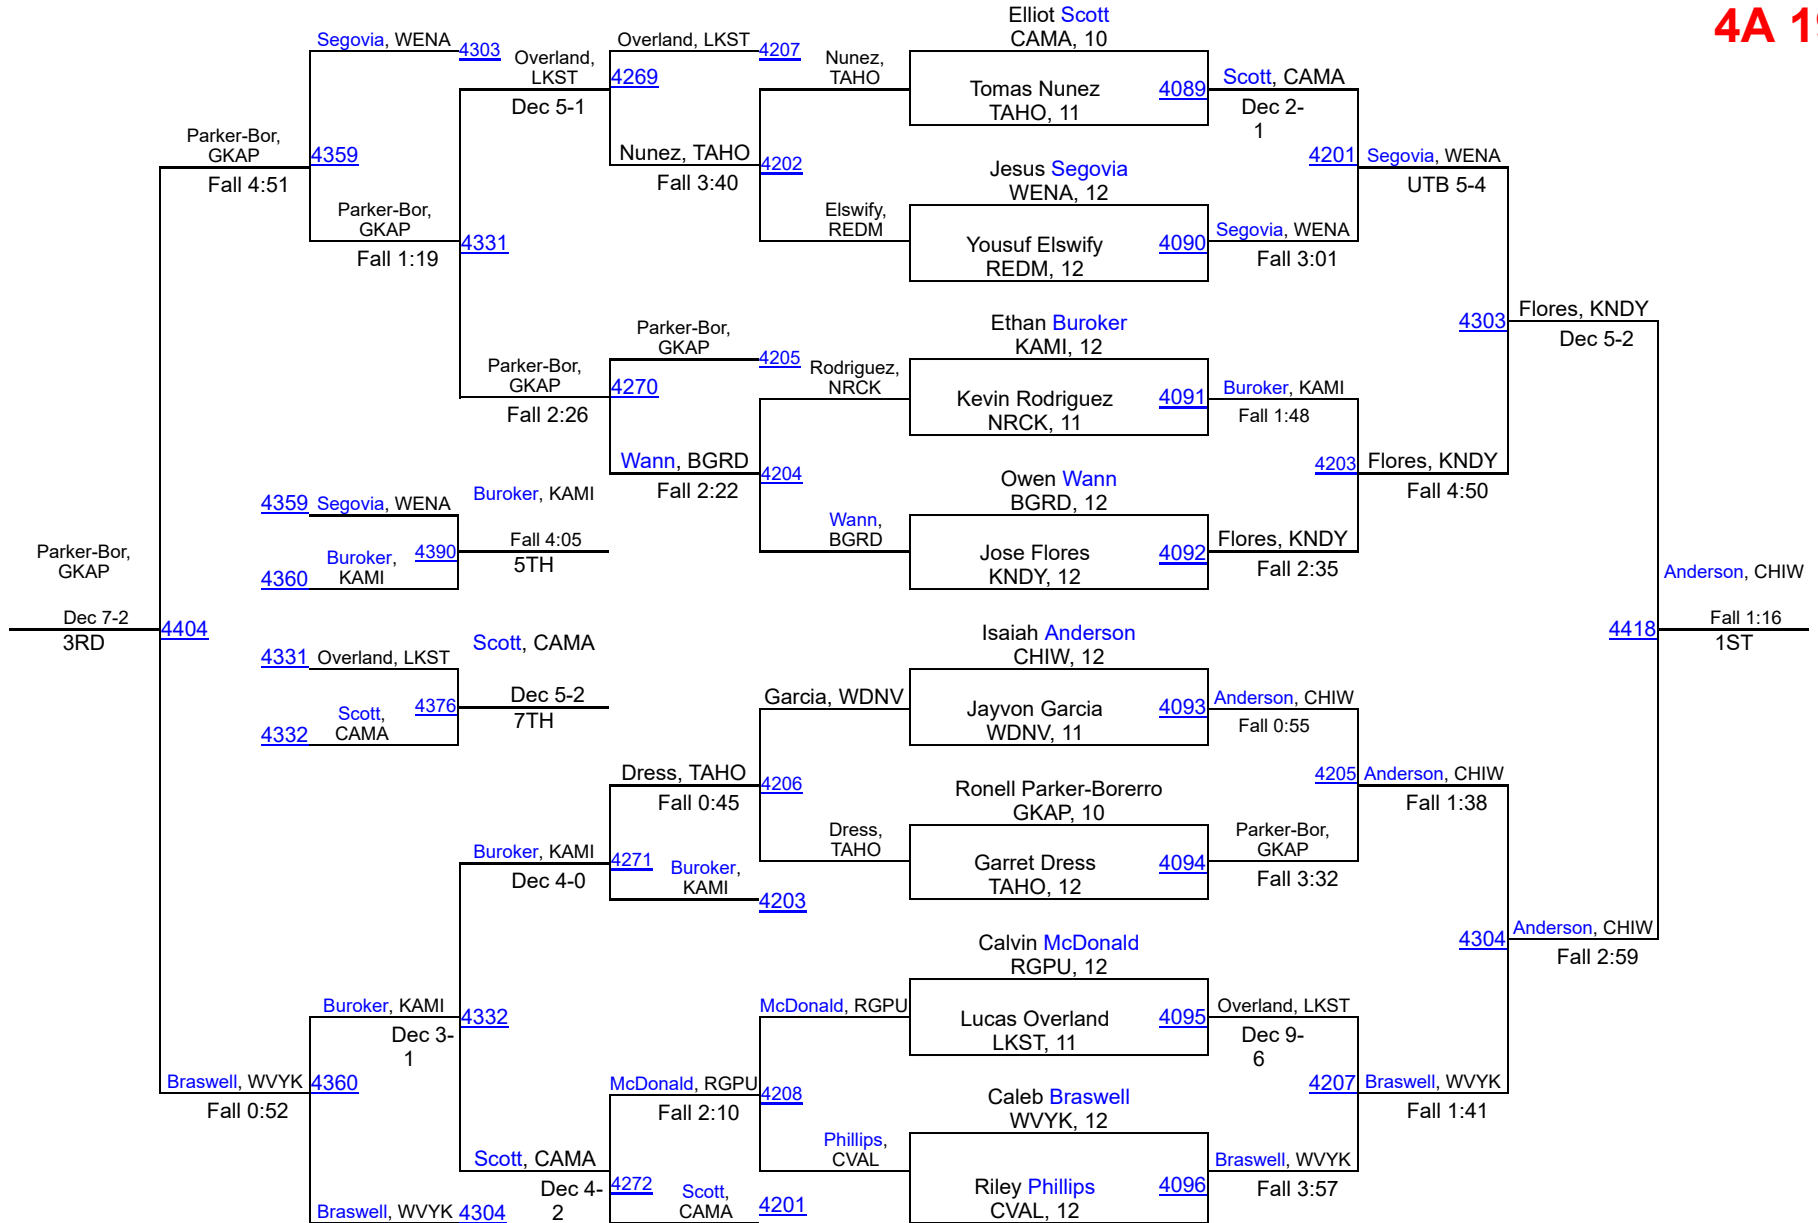 4A 19
Elliot Scott
CAMA, 10
Segovia, WENA 4303
Overland,
LKST
Dec 5-1
Overland, LKST 4207
4269
Nunez,
TAHO
Tomas Nunez
TAHO, 11
4089
Scott, CAMA
Dec 2-
1
Parker-Bor,
GKAP
Fall 4:51
4359
Nunez, TAHO
Fall 3:40
4202
Jesus Segovia
WENA, 12
4201
Segovia, WENA
UTB 5-4
Parker-Bor,
GKAP
Fall 1:19
4331
Elswify,
REDM
Yousuf Elswify
REDM, 12
4090
Segovia, WENA
Fall 3:01
Ethan Buroker
KAMI, 12
4303
Flores, KNDY
Dec 5-2
Parker-Bor,
GKAP
4205
Parker-Bor,
GKAP
Fall 2:26
4270
Rodriguez,
NRCK
Kevin Rodriguez
NRCK, 11
4091
Buroker, KAMI
Fall 1:48
Wann, BGRD
Fall 2:22
4204
Owen Wann
BGRD, 12
4203
Flores, KNDY
Fall 4:50
4359 Segovia, WENA
Buroker, KAMI
Fall 4:05
5TH
4390
Buroker,
KAMI
4360
Wann,
BGRD
Jose Flores
KNDY, 12
4092
Flores, KNDY
Fall 2:35
Parker-Bor,
GKAP
Dec 7-2
3RD
4404
Anderson, CHIW
Fall 1:16
1ST
4418
Isaiah Anderson
CHIW, 12
4331 Overland, LKST
Scott, CAMA
Dec 5-2
7TH
4376
Scott,
CAMA
4332
Garcia, WDNV
Jayvon Garcia
WDNV, 11
4093
Anderson, CHIW
Fall 0:55
Dress, TAHO
Fall 0:45
4206
Ronell Parker-Borerro
GKAP, 10
4205
Anderson, CHIW
Fall 1:38
Buroker, KAMI
Dec 4-0
4271
Buroker,
KAMI
4203
Dress,
TAHO
Garret Dress
TAHO, 12
4094
Parker-Bor,
GKAP
Fall 3:32
Calvin McDonald
RGPU, 12
4304
Anderson, CHIW
Fall 2:59
Buroker, KAMI
Dec 3-
1
4332
McDonald, RGPU
Lucas Overland
LKST, 11
4095
Overland, LKST
Dec 9-
6
Braswell, WVYK
Fall 0:52
4360
McDonald, RGPU
Fall 2:10
4208
Caleb Braswell
WVYK, 12
4207
Braswell, WVYK
Fall 1:41
Scott, CAMA
Dec 4-
2
4272
Scott,
CAMA
4201
Phillips,
CVAL
Riley Phillips
CVAL, 12
4096
Braswell, WVYK
Fall 3:57
Braswell, WVYK 4304